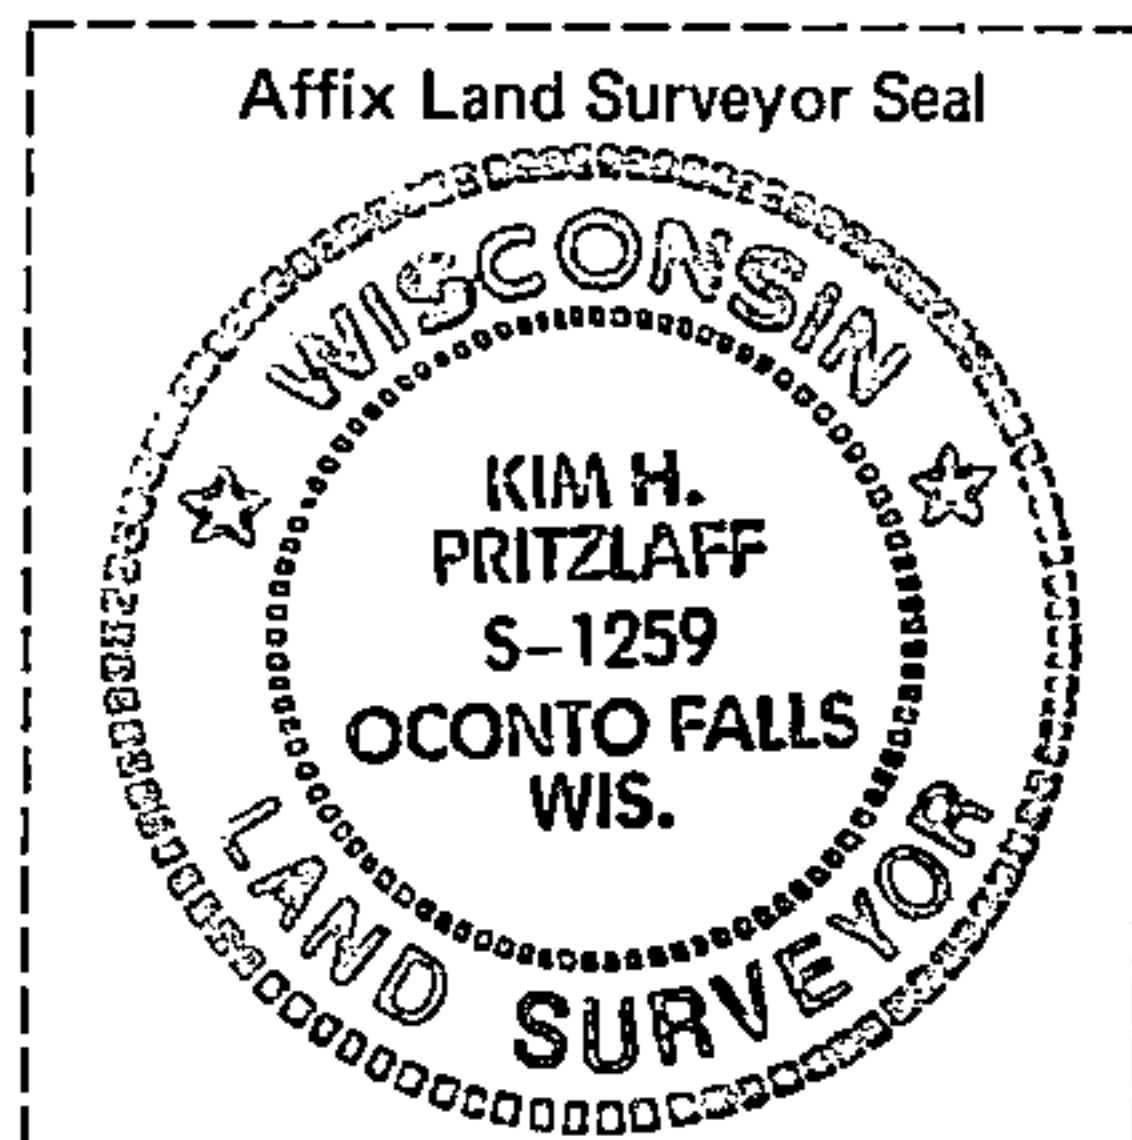 Affix Land Surveyor Seal
WISCONSIN
KIM H.
PRITZLAFF
S-1259
OCONTO FALLS
WIS.
LAND SURVEYOR